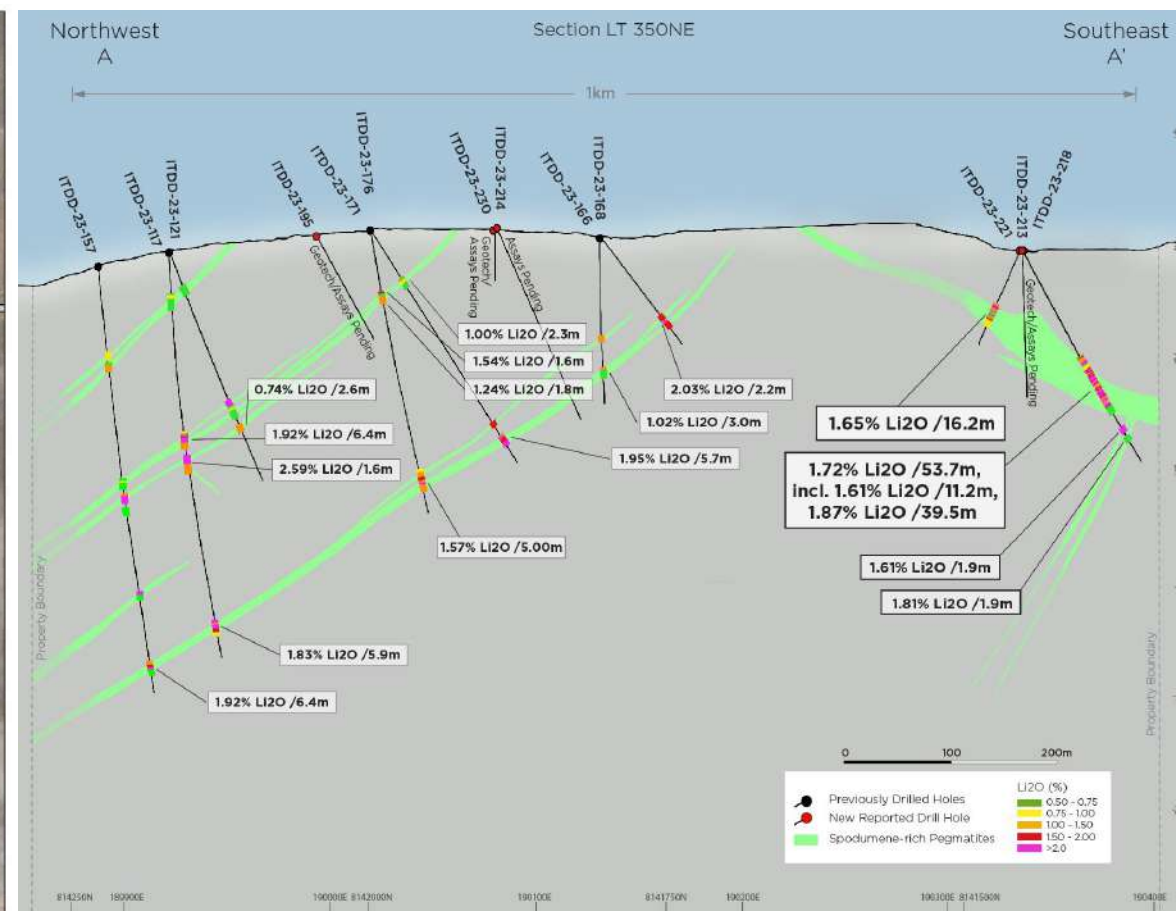 Northwest
A
Section LT 350NE
Southeast
A'
1km
ITDD-23-157
ITDD-23-117
ITDD-23-121
ITDD-23-195
ITDD-23-171
ITDD-23-176
ITDD-23-230
ITDD-23-214
ITDD-23-166
ITDD-23-168
ITDD-23-221
ITDD-23-213
ITDD-23-218
Geotech/Assays Pending
Geotech/
Assays Pending
Assays Pending
Geotech/Assays Pending
1.00% Li2O /2.3m
1.54% Li2O /1.6m
1.24% Li2O /1.8m
0.74% Li2O /2.6m
1.92% Li2O /6.4m
2.59% Li2O /1.6m
2.03% Li2O /2.2m
1.02% Li2O /3.0m
1.95% Li2O /5.7m
1.57% Li2O /5.00m
1.65% Li2O /16.2m
1.72% Li2O /53.7m,
incl. 1.61% Li2O /11.2m,
1.87% Li2O /39.5m
1.61% Li2O /1.9m
1.81% Li2O /1.9m
1.83% Li2O /5.9m
1.92% Li2O /6.4m
Property Boundary
Property Boundary
0 100 200m
Previously Drilled Holes
New Reported Drill Hole
Spodumene-rich Pegmatites
Li2O (%)
0.50 - 0.75
0.75 - 1.00
1.00 - 1.50
1.50 - 2.00
>2.0
814250N 189900E 190000E 8142000N 190100E 8141750N 190200E 190300E 8141500N 190400E